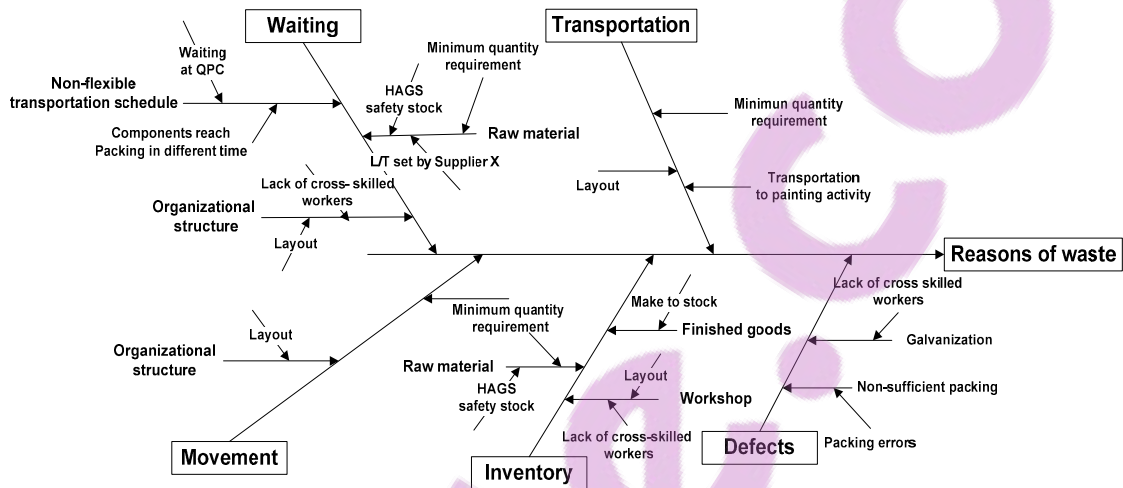 Waiting
Transportation
Waiting
at QPC
Minimum quantity
requirement
Non-flexible
transportation schedule
HAGS
safety stock
Minimun quantity
requirement
Components reach
Packing in different time
Raw material
L/T set by Supplier X
Layout
Transportation
to painting activity
Lack of cross-skilled
workers
Organizational
structure
Layout
Reasons of waste
Lack of cross skilled
workers
Make to stock
Minimum quantity
requirement
Finished goods
Layout
Galvanization
Organizational
structure
Raw material
Layout
HAGS
safety stock
Workshop
Non-sufficient packing
Lack of cross-skilled
workers
Packing errors
Movement
Inventory
Defects